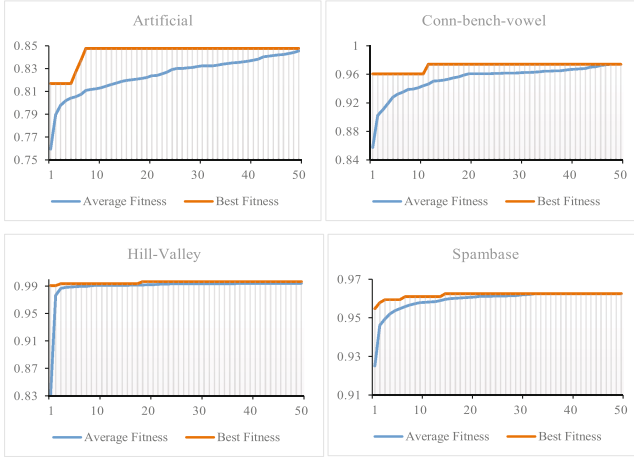 Artificial
0.85
0.83
0.81
0.79
0.77
0.75
1 10 20 30 40 50
Average Fitness Best Fitness
Conn-bench-vowel
1
0.96
0.92
0.88
0.84
1 10 20 30 40 50
Average Fitness Best Fitness
Hill-Valley
0.99
0.95
0.91
0.87
0.83
1 10 20 30 40 50
Average Fitness Best Fitness
Spambase
0.97
0.95
0.93
0.91
1 10 20 30 40 50
Average Fitness Best Fitness